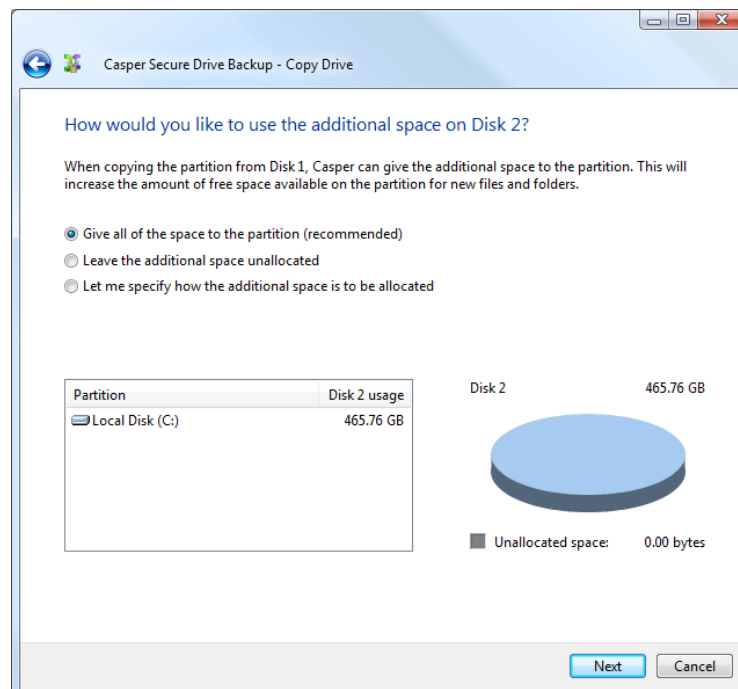 Casper Secure Drive Backup - Copy Drive
How would you like to use the additional space on Disk 2?
When copying the partition from Disk 1, Casper can give the additional space to the partition. This will
increase the amount of free space available on the partition for new files and folders.
Give all of the space to the partition (recommended)
Leave the additional space unallocated
Let me specify how the additional space is to be allocated
Partition Disk 2 usage
Local Disk (C:) 465.76 GB
Disk 2 465.76 GB
Unallocated space: 0.00 bytes
Next Cancel